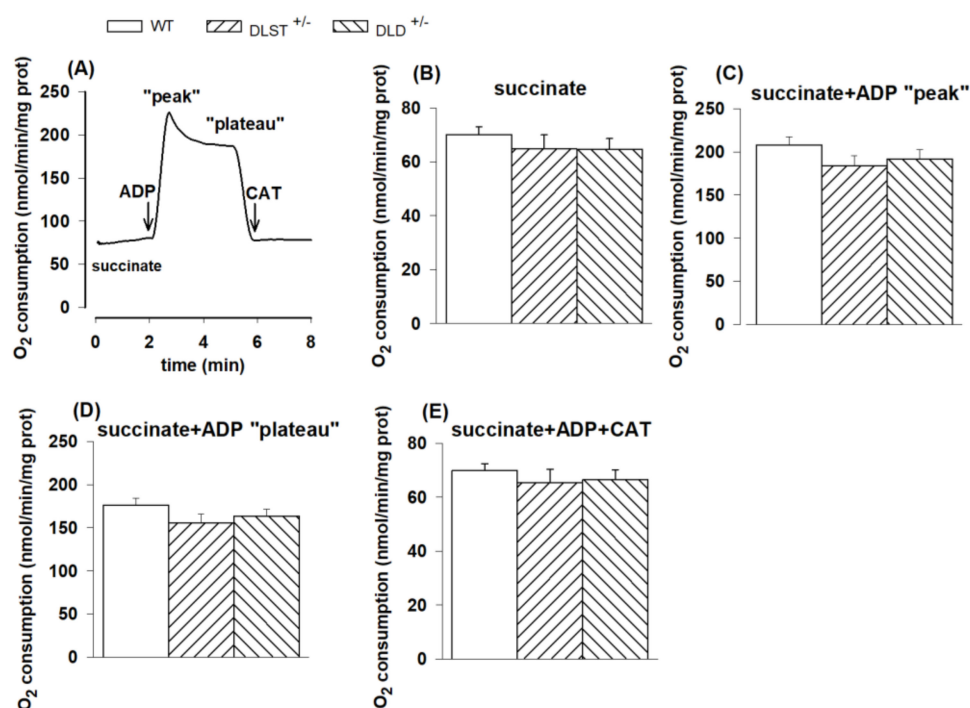 WT DLST +/- DLD +/-
(A)
O2 consumption (nmol/min/mg prot)
250
200
150
100
50
0
"peak"
"plateau"
ADP
CAT
succinate
0 2 4 6 8
time (min)
(B)
succinate
O2 consumption (nmol/min/mg prot)
80
60
40
20
0
(C)
succinate+ADP "peak"
O2 consumption (nmol/min/mg prot)
250
200
150
100
50
0
(D)
succinate+ADP "plateau"
O2 consumption (nmol/min/mg prot)
250
200
150
100
50
0
(E)
succinate+ADP+CAT
O2 consumption (nmol/min/mg prot)
80
60
40
20
0